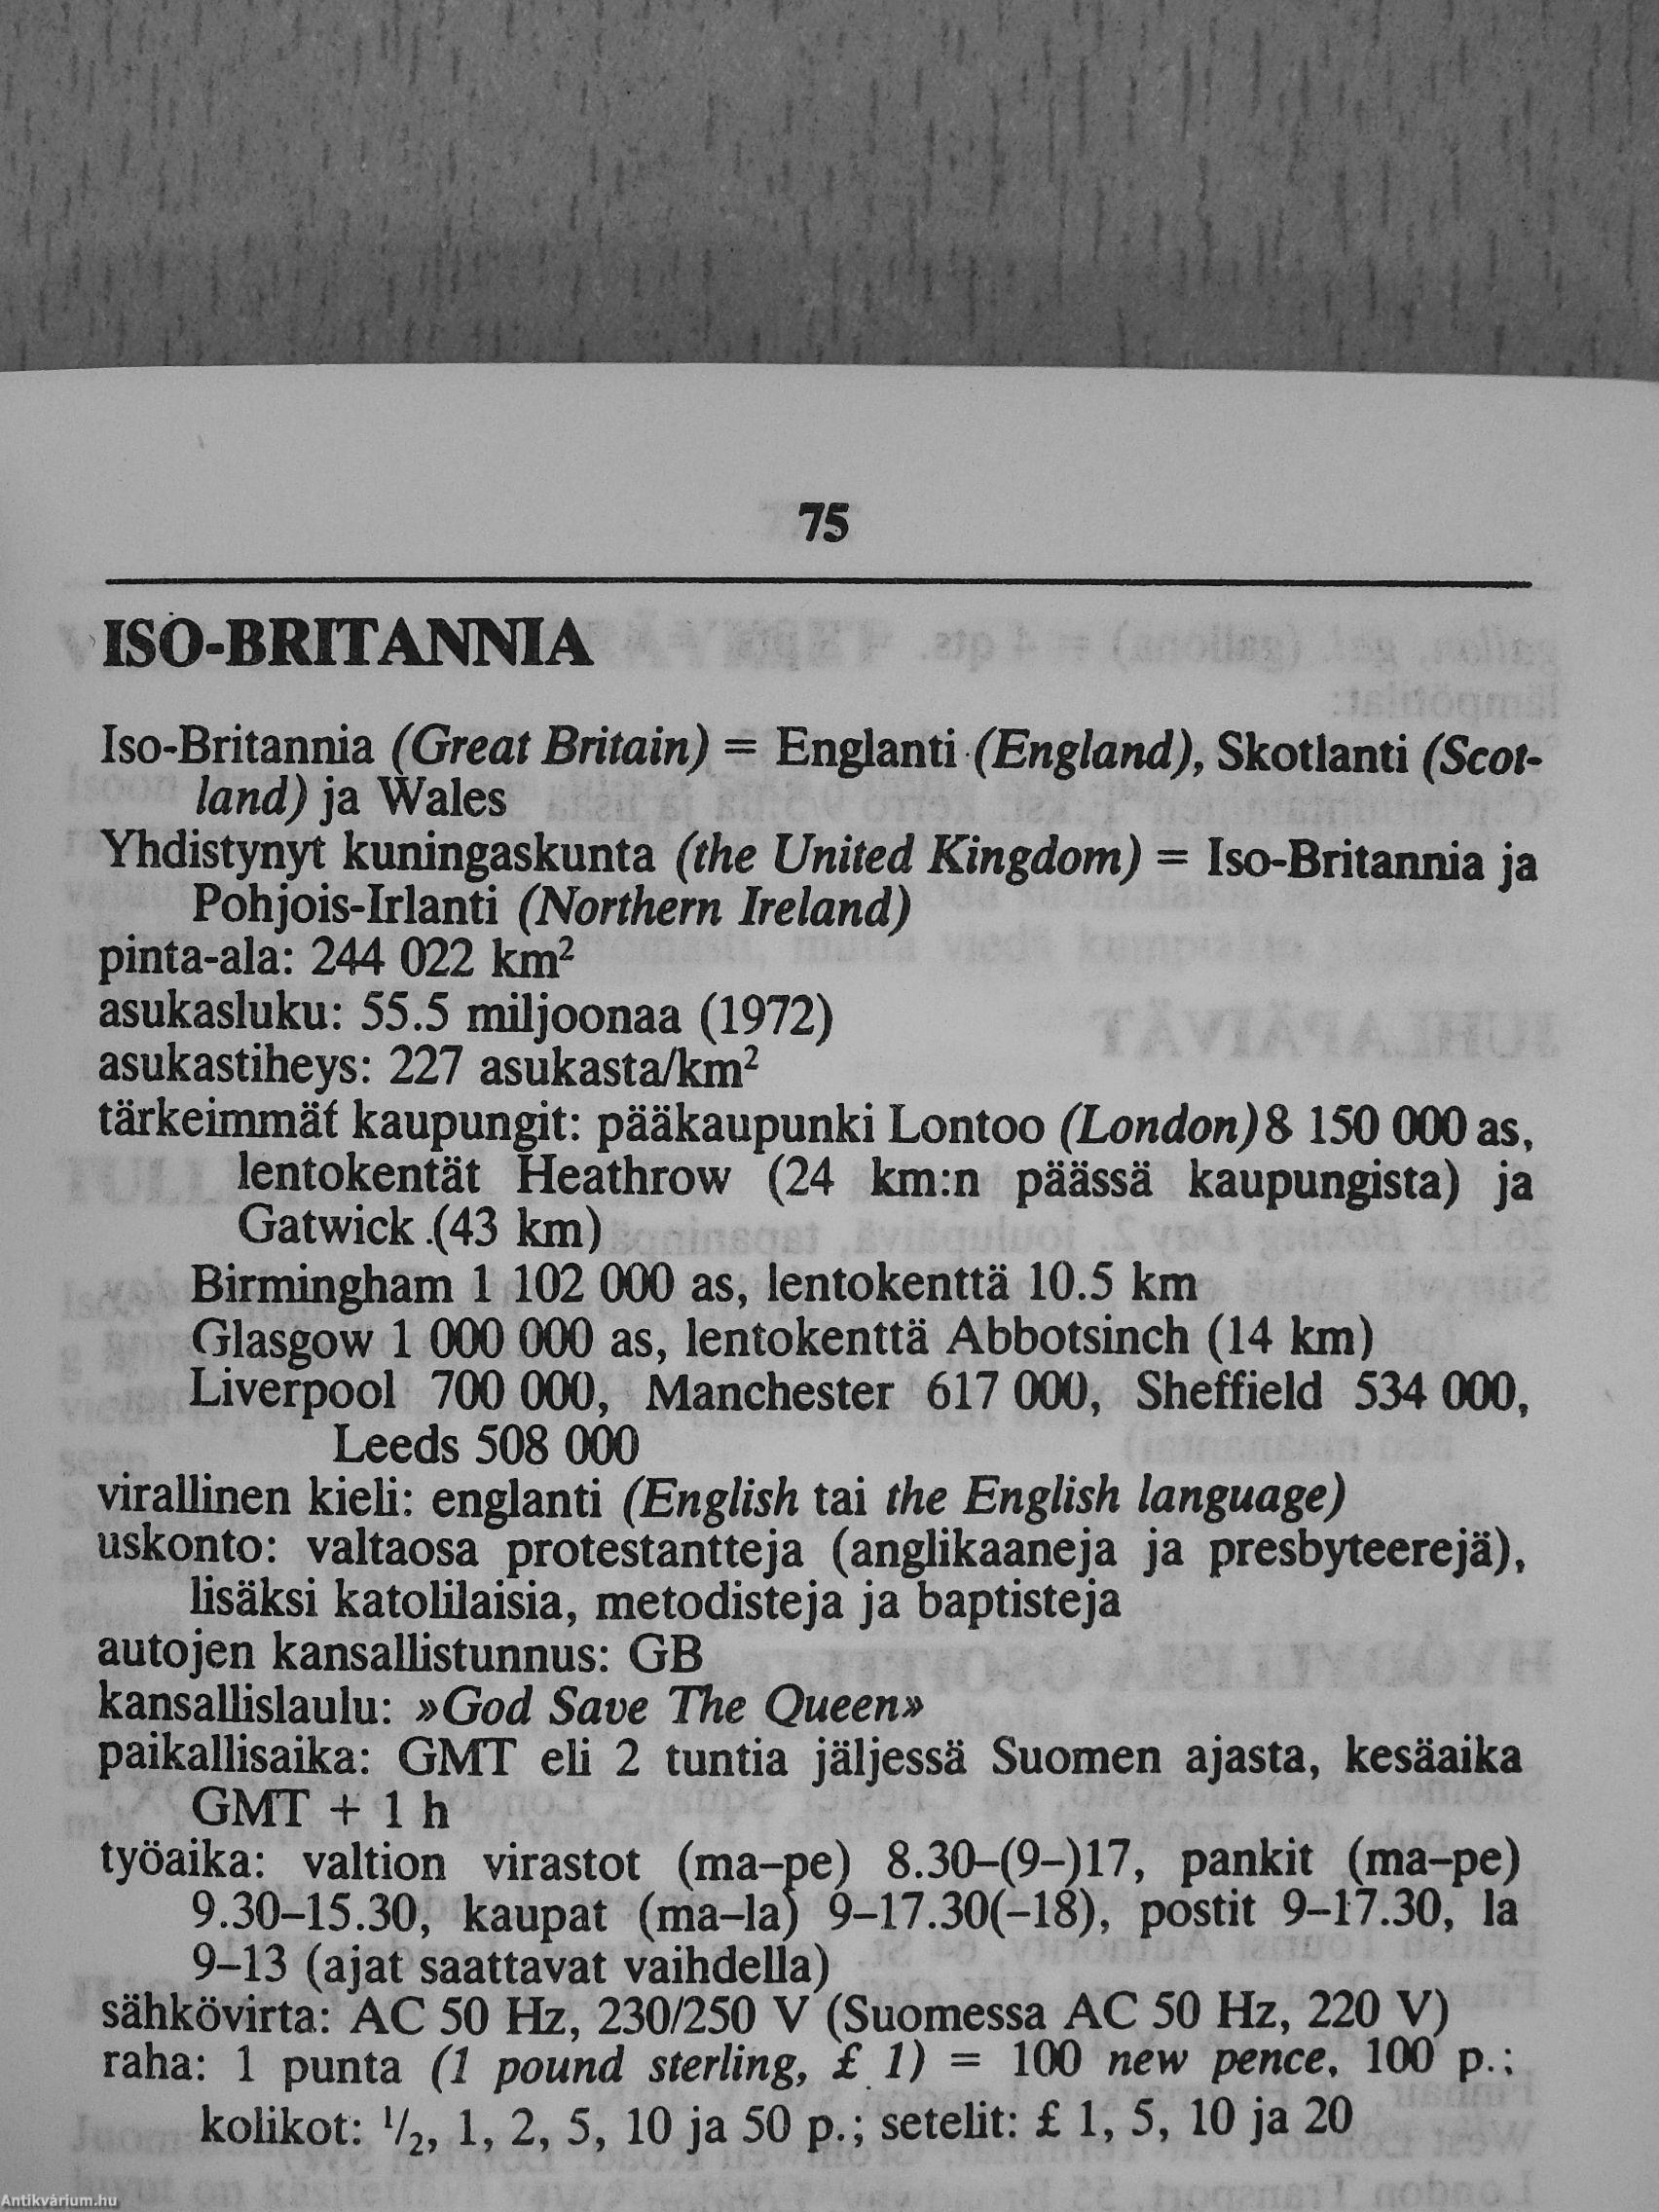 75
ISO-BRITANNIA
Iso-Britannia (Great Britain) = Englanti (England), Skotlanti (Scot-
land) ja Wales
Yhdistynyt kuningaskunta (the United Kingdom) = Iso-Britannia ja
Pohjois-Irlanti (Northern Ireland)
pinta-ala: 244 022 km²
asukasluku: 55.5 miljoonaa (1972)
asukastiheys: 227 asukasta/km²
tärkeimmät kaupungit: pääkaupunki Lontoo (London) 8 150 000 as,
lentokentät Heathrow (24 km:n päässä kaupungista) ja
Gatwick (43 km)
Birmingham 1 102 000 as, lentokenttä 10.5 km
Glasgow 1 000 000 as, lentokenttä Abbotsinch (14 km)
Liverpool 700 000, Manchester 617 000, Sheffield 534 000,
Leeds 508 000
virallinen kieli: englanti (English tai the English language)
uskonto: valtaosa protestantteja (anglikaaneja ja presbyteerejä),
lisäksi katolilaisia, metodisteja ja baptisteja
autojen kansallistunnus: GB
kansallislaulu: »God Save The Queen»
paikallisaika: GMT eli 2 tuntia jäljessä Suomen ajasta, kesäaika
GMT + 1 h
työaika: valtion virastot (ma–pe) 8.30–(9–)17, pankit (ma–pe)
9.30–15.30, kaupat (ma–la) 9–17.30(–18), postit 9–17.30, la
9–13 (ajat saattavat vaihdella)
sähkövirta: AC 50 Hz, 230/250 V (Suomessa AC 50 Hz, 220 V)
raha: 1 punta (1 pound sterling, £ 1) = 100 new pence, 100 p.;
kolikot: 1/2, 1, 2, 5, 10 ja 50 p.; setelit: £ 1, 5, 10 ja 20
Antikvárium.hu